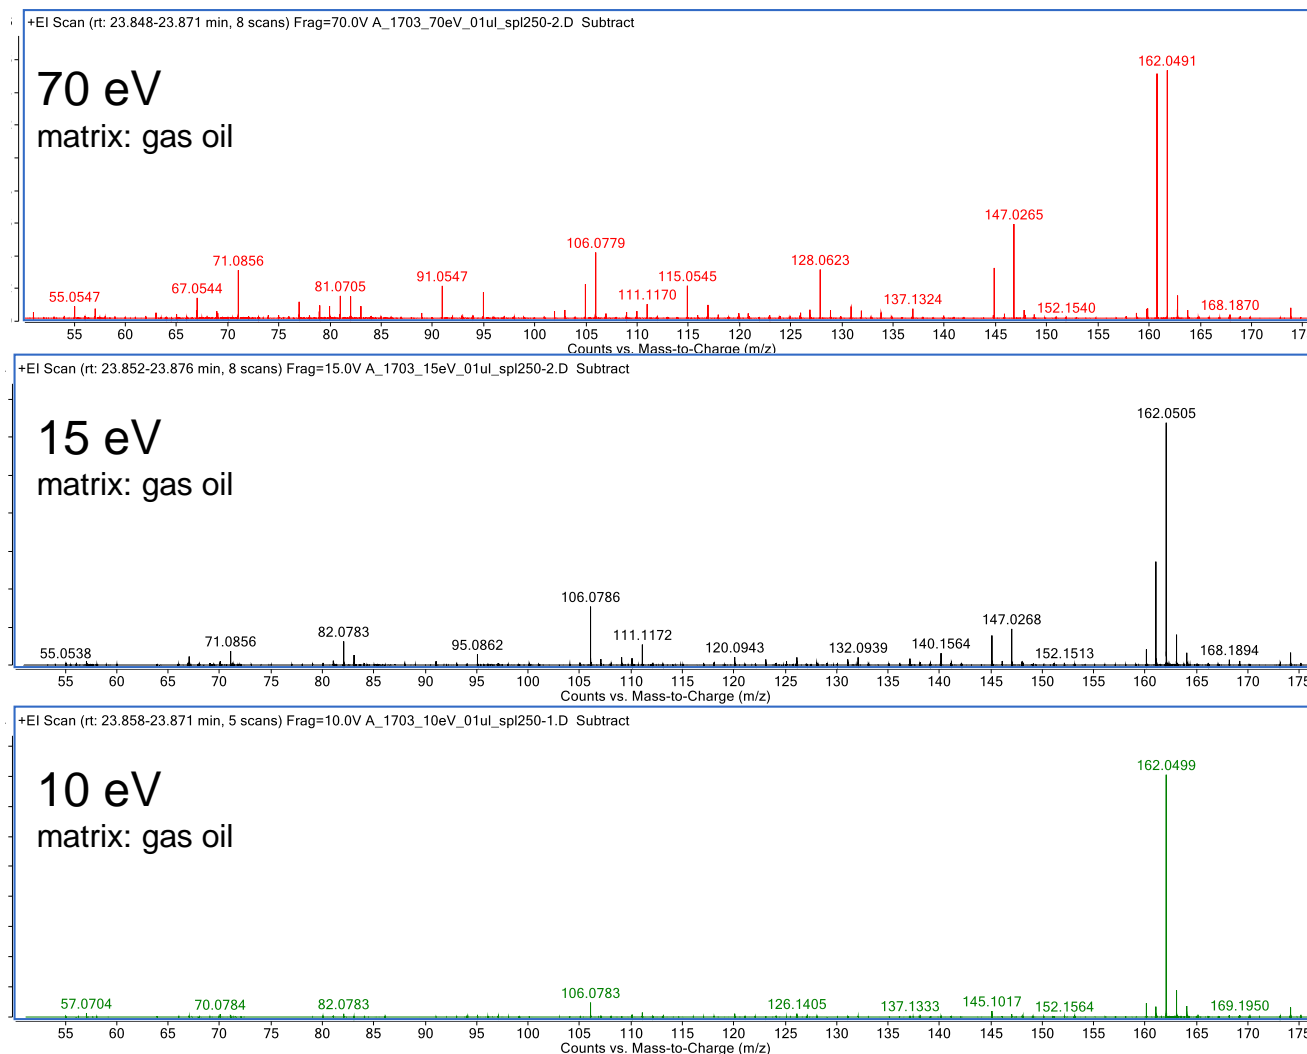 +EI Scan (rt: 23.848-23.871 min, 8 scans) Frag=70.0V A_1703_70eV_01ul_spl250-2.D Subtract
162.0491
70 eV
matrix: gas oil
147.0265
106.0779
71.0856
128.0623
91.0547
115.0545
67.0544
81.0705
55.0547
111.1170
137.1324
168.1870
152.1540
55 60 65 70 75 80 85 90 95 100 105 110 115 120 125 130 135 140 145 150 155 160 165 170 175
Counts vs. Mass-to-Charge (m/z)
+EI Scan (rt: 23.852-23.876 min, 8 scans) Frag=15.0V A_1703_15eV_01ul_spl250-2.D Subtract
162.0505
15 eV
matrix: gas oil
106.0786
147.0268
82.0783
111.1172
71.0856
95.0862
140.1564
55.0538
120.0943
132.0939
152.1513
168.1894
55 60 65 70 75 80 85 90 95 100 105 110 115 120 125 130 135 140 145 150 155 160 165 170 175
Counts vs. Mass-to-Charge (m/z)
+EI Scan (rt: 23.858-23.871 min, 5 scans) Frag=10.0V A_1703_10eV_01ul_spl250-1.D Subtract
162.0499
10 eV
matrix: gas oil
106.0783
57.0704
70.0784
82.0783
126.1405
145.1017
137.1333
152.1564
169.1950
55 60 65 70 75 80 85 90 95 100 105 110 115 120 125 130 135 140 145 150 155 160 165 170 175
Counts vs. Mass-to-Charge (m/z)